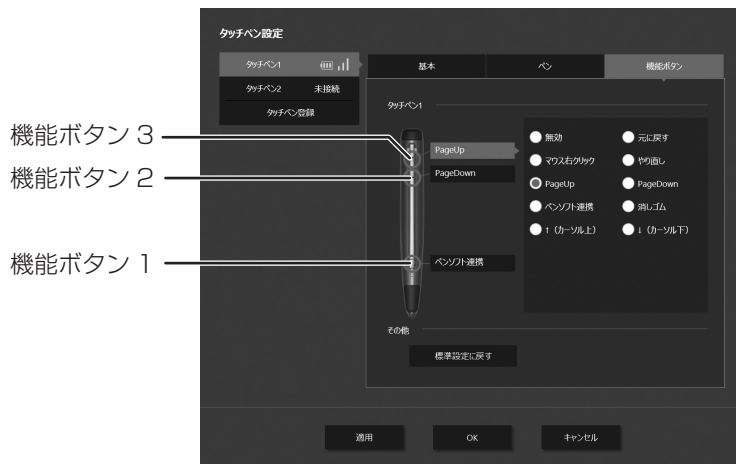 タッチペン設定
タッチペン1
タッチペン2 未接続
タッチペン登録
基本 ペン 機能ボタン
タッチペン1
機能ボタン 3
機能ボタン 2
機能ボタン 1
PageUp
PageDown
ペンソフト連携
無効 元に戻す
マウス右クリック やり直し
PageUp PageDown
ペンソフト連携 消しゴム
↑（カーソル上） ↓（カーソル下）
その他
標準設定に戻す
適用 OK キャンセル